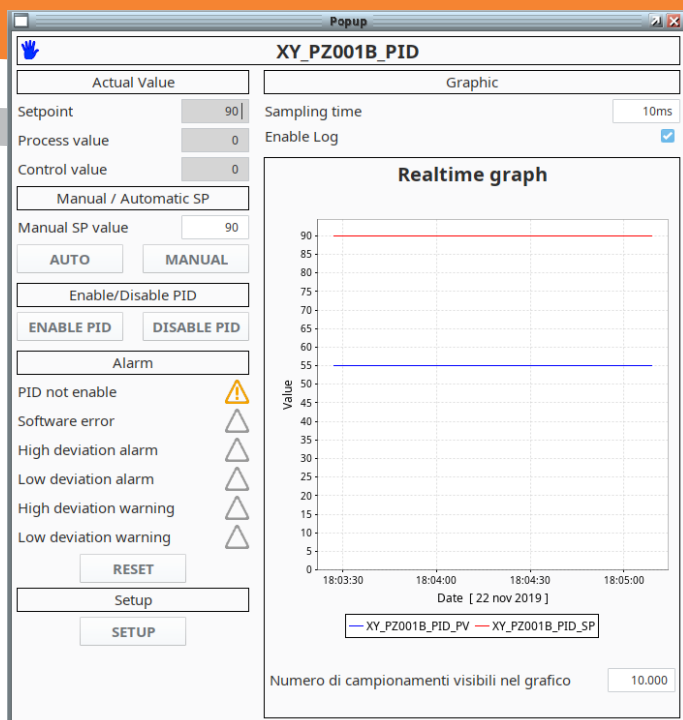 Popup
XY_PZ001B_PID
Actual Value
Setpoint 90
Process value 0
Control value 0
Manual / Automatic SP
Manual SP value 90
AUTO MANUAL
Enable/Disable PID
ENABLE PID DISABLE PID
Alarm
PID not enable
Software error
High deviation alarm
Low deviation alarm
High deviation warning
Low deviation warning
RESET
Setup
SETUP
Graphic
Sampling time 10ms
Enable Log
Realtime graph
90
85
80
75
70
65
60
55
50
45
40
35
30
25
20
15
10
5
0
Value
18:03:30 18:04:00 18:04:30 18:05:00
Date [ 22 nov 2019 ]
XY_PZ001B_PID_PV XY_PZ001B_PID_SP
Numero di campionamenti visibili nel grafico 10.000